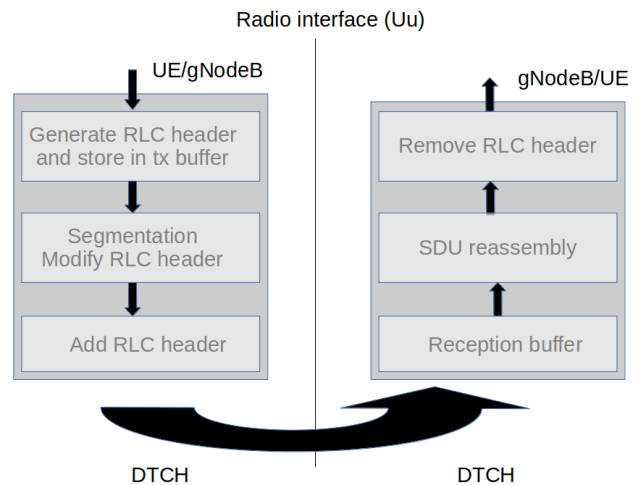 Radio interface (Uu)
UE/gNodeB
Generate RLC header
and store in tx buffer
Segmentation
Modify RLC header
Add RLC header
DTCH
gNodeB/UE
Remove RLC header
SDU reassembly
Reception buffer
DTCH